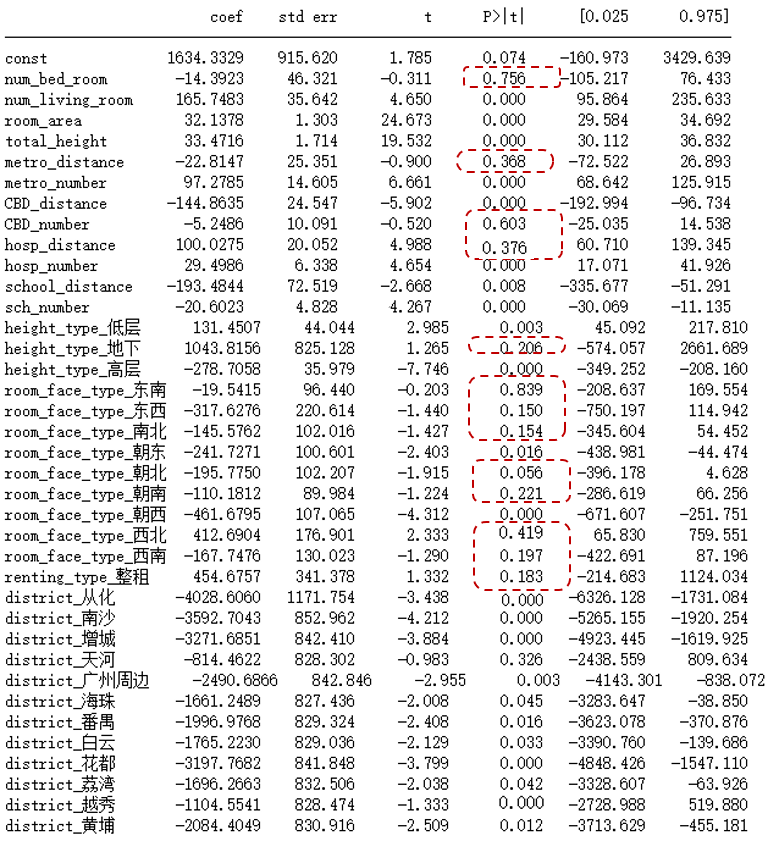 coef std err t P>|t| [0.025 0.975]
const 1634.3329 915.620 1.785 0.074 -160.973 3429.639
num_bed_room -14.3923 46.321 -0.311 0.756 -105.217 76.433
num_living_room 165.7483 35.642 4.650 0.000 95.864 235.633
room_area 32.1378 1.303 24.673 0.000 29.584 34.692
total_height 33.4716 1.714 19.532 0.000 30.112 36.832
metro_distance -22.8147 25.351 -0.900 0.368 -72.522 26.893
metro_number 97.2785 14.605 6.661 0.000 68.642 125.915
CBD_distance -144.8635 24.547 -5.902 0.000 -192.994 -96.734
CBD_number -5.2486 10.091 -0.520 0.603 -25.035 14.538
hosp_distance 100.0275 20.052 4.988 0.376 60.710 139.345
hosp_number 29.4986 6.338 4.654 0.000 17.071 41.926
school_distance -193.4844 72.519 -2.668 0.008 -335.677 -51.291
sch_number -20.6023 4.828 4.267 0.000 -30.069 -11.135
height_type_低层 131.4507 44.044 2.985 0.003 45.092 217.810
height_type_地下 1043.8156 825.128 1.265 0.206 -574.057 2661.689
height_type_高层 -278.7058 35.979 -7.746 0.000 -349.252 -208.160
room_face_type_东南 -19.5415 96.440 -0.203 0.839 -208.637 169.554
room_face_type_东西 -317.6276 220.614 -1.440 0.150 -750.197 114.942
room_face_type_南北 -145.5762 102.016 -1.427 0.154 -345.604 54.452
room_face_type_朝东 -241.7271 100.601 -2.403 0.016 -438.981 -44.474
room_face_type_朝北 -195.7750 102.207 -1.915 0.056 -396.178 4.628
room_face_type_朝南 -110.1812 89.984 -1.224 0.221 -286.619 66.256
room_face_type_朝西 -461.6795 107.065 -4.312 0.000 -671.607 -251.751
room_face_type_西北 412.6904 176.901 2.333 0.419 65.830 759.551
room_face_type_西南 -167.7476 130.023 -1.290 0.197 -422.691 87.196
renting_type_整租 454.6757 341.378 1.332 0.183 -214.683 1124.034
district_从化 -4028.6060 1171.754 -3.438 0.000 -6326.128 -1731.084
district_南沙 -3592.7043 852.962 -4.212 0.000 -5265.155 -1920.254
district_增城 -3271.6851 842.410 -3.884 0.000 -4923.445 -1619.925
district_天河 -814.4622 828.302 -0.983 0.326 -2438.559 809.634
district_广州周边 -2490.6866 842.846 -2.955 0.003 -4143.301 -838.072
district_海珠 -1661.2489 827.436 -2.008 0.045 -3283.647 -38.850
district_番禺 -1996.9768 829.324 -2.408 0.016 -3623.078 -370.876
district_白云 -1765.2230 829.036 -2.129 0.033 -3390.760 -139.686
district_花都 -3197.7682 841.848 -3.799 0.000 -4848.426 -1547.110
district_荔湾 -1696.2663 832.506 -2.038 0.042 -3328.607 -63.926
district_越秀 -1104.5541 828.474 -1.333 0.000 -2728.988 519.880
district_黄埔 -2084.4049 830.916 -2.509 0.012 -3713.629 -455.181